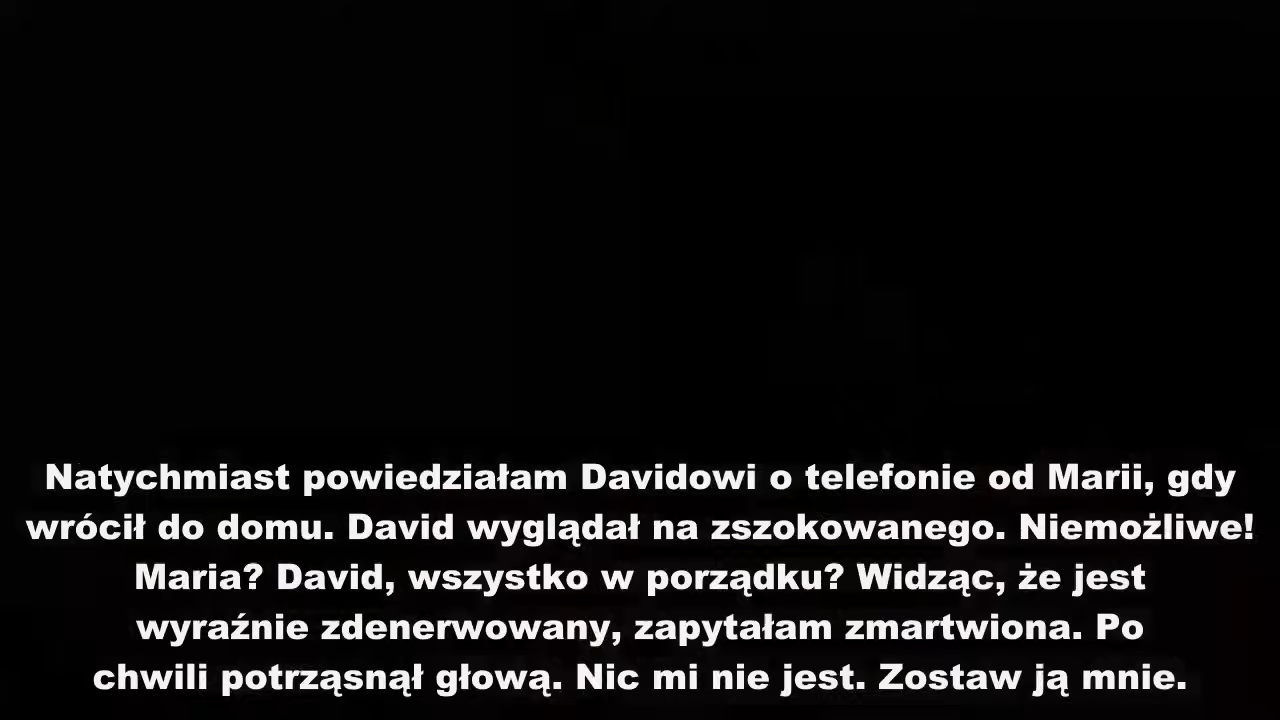 Natychmiast powiedziałam Davidowi o telefonie od Marii, gdy
wrócił do domu. David wyglądał na zszokowanego. Niemożliwe!
Maria? David, wszystko w porządku? Widząc, że jest
wyraźnie zdenerwowany, zapytałam zmartwiona. Po
chwili potrząsnął głową. Nic mi nie jest. Zostaw ją mnie.